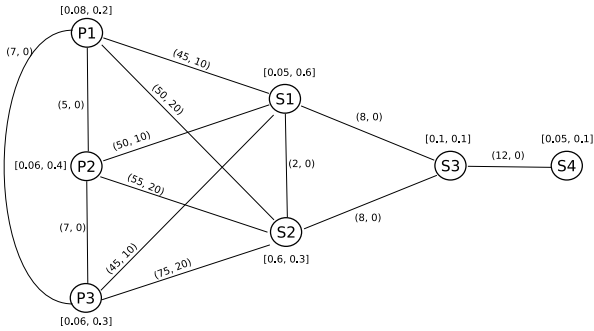 [0.08, 0.2]
P1
(7, 0)
(45, 10)
[0.05, 0.6]
S1
(50, 20)
(5, 0)
(8, 0)
(50, 10)
[0.1, 0.1]
[0.05, 0.1]
[0.06, 0.4]
P2
(2, 0)
S3
(12, 0)
S4
(55, 20)
(8, 0)
(7, 0)
S2
(45, 10)
(75, 20)
[0.6, 0.3]
P3
[0.06, 0.3]